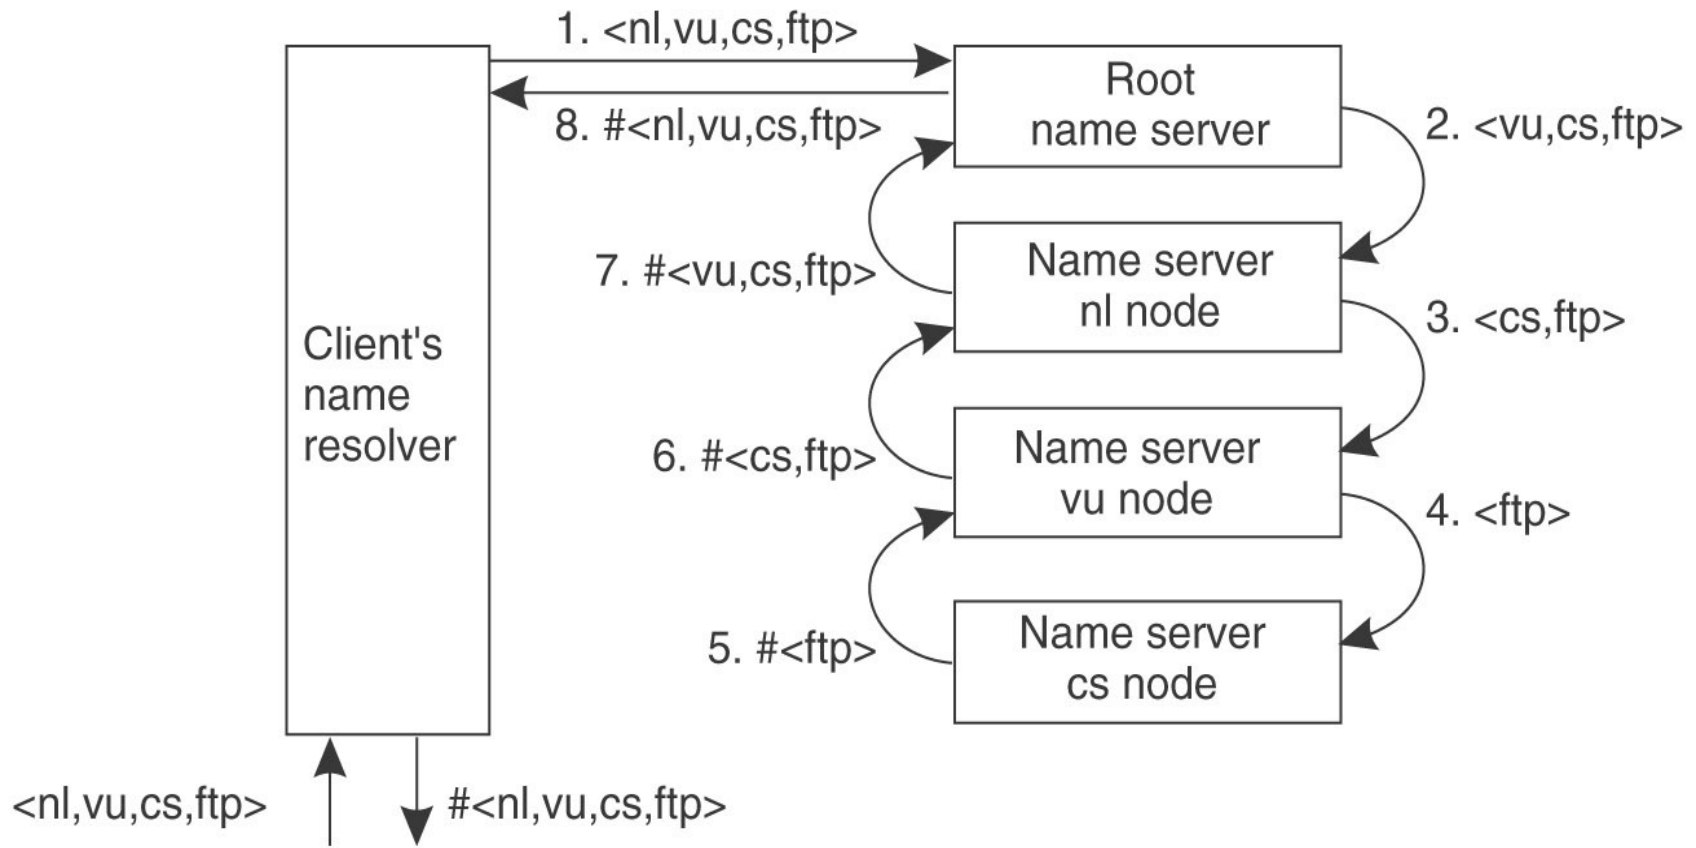 1. <nl,vu,cs,ftp>
Root
name server
8. #<nl,vu,cs,ftp>
2. <vu,cs,ftp>
Name server
nl node
7. #<vu,cs,ftp>
3. <cs,ftp>
Client's
name
resolver
Name server
vu node
6. #<cs,ftp>
4. <ftp>
Name server
cs node
5. #<ftp>
<nl,vu,cs,ftp>
#<nl,vu,cs,ftp>